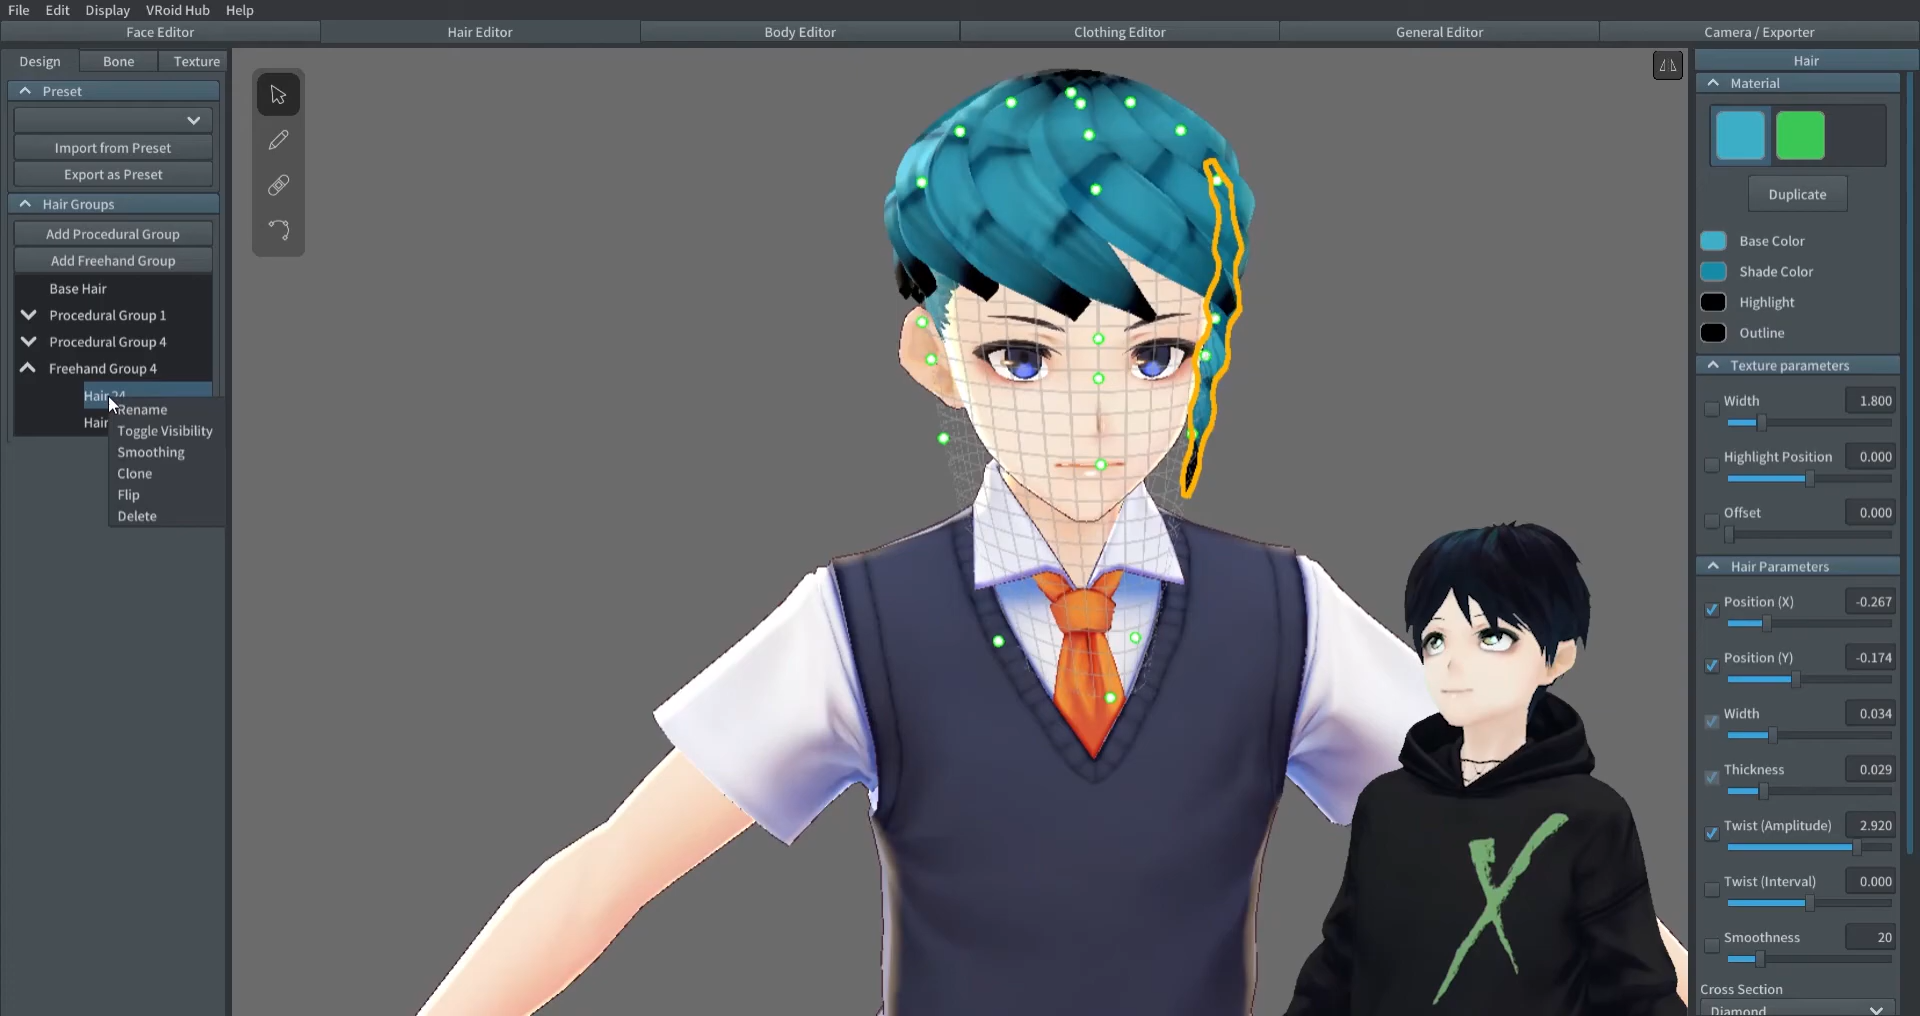 File Edit Display VRoid Hub Help
Face Editor Hair Editor Body Editor Clothing Editor General Editor Camera / Exporter
Design Bone Texture
Preset
Import from Preset
Export as Preset
Hair Groups
Add Procedural Group
Add Freehand Group
Base Hair
Procedural Group 1
Procedural Group 4
Freehand Group 4
Hair 24
Hair
Rename
Toggle Visibility
Smoothing
Clone
Flip
Delete
Hair
Material
Duplicate
Base Color
Shade Color
Highlight
Outline
Texture parameters
Width 1.800
Highlight Position 0.000
Offset 0.000
Hair Parameters
Position (X) -0.267
Position (Y) -0.174
Width 0.034
Thickness 0.029
Twist (Amplitude) 2.920
Twist (Interval) 0.000
Smoothness 20
Cross Section
Diamond